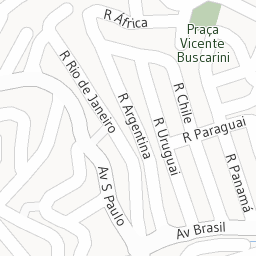 R África
Praça
Vicente
Buscarini
R Rio de Janeiro
R Argentina
R Uruguai
R Chile
R Paraguai
R Panamá
Av S Paulo
Av Brasil